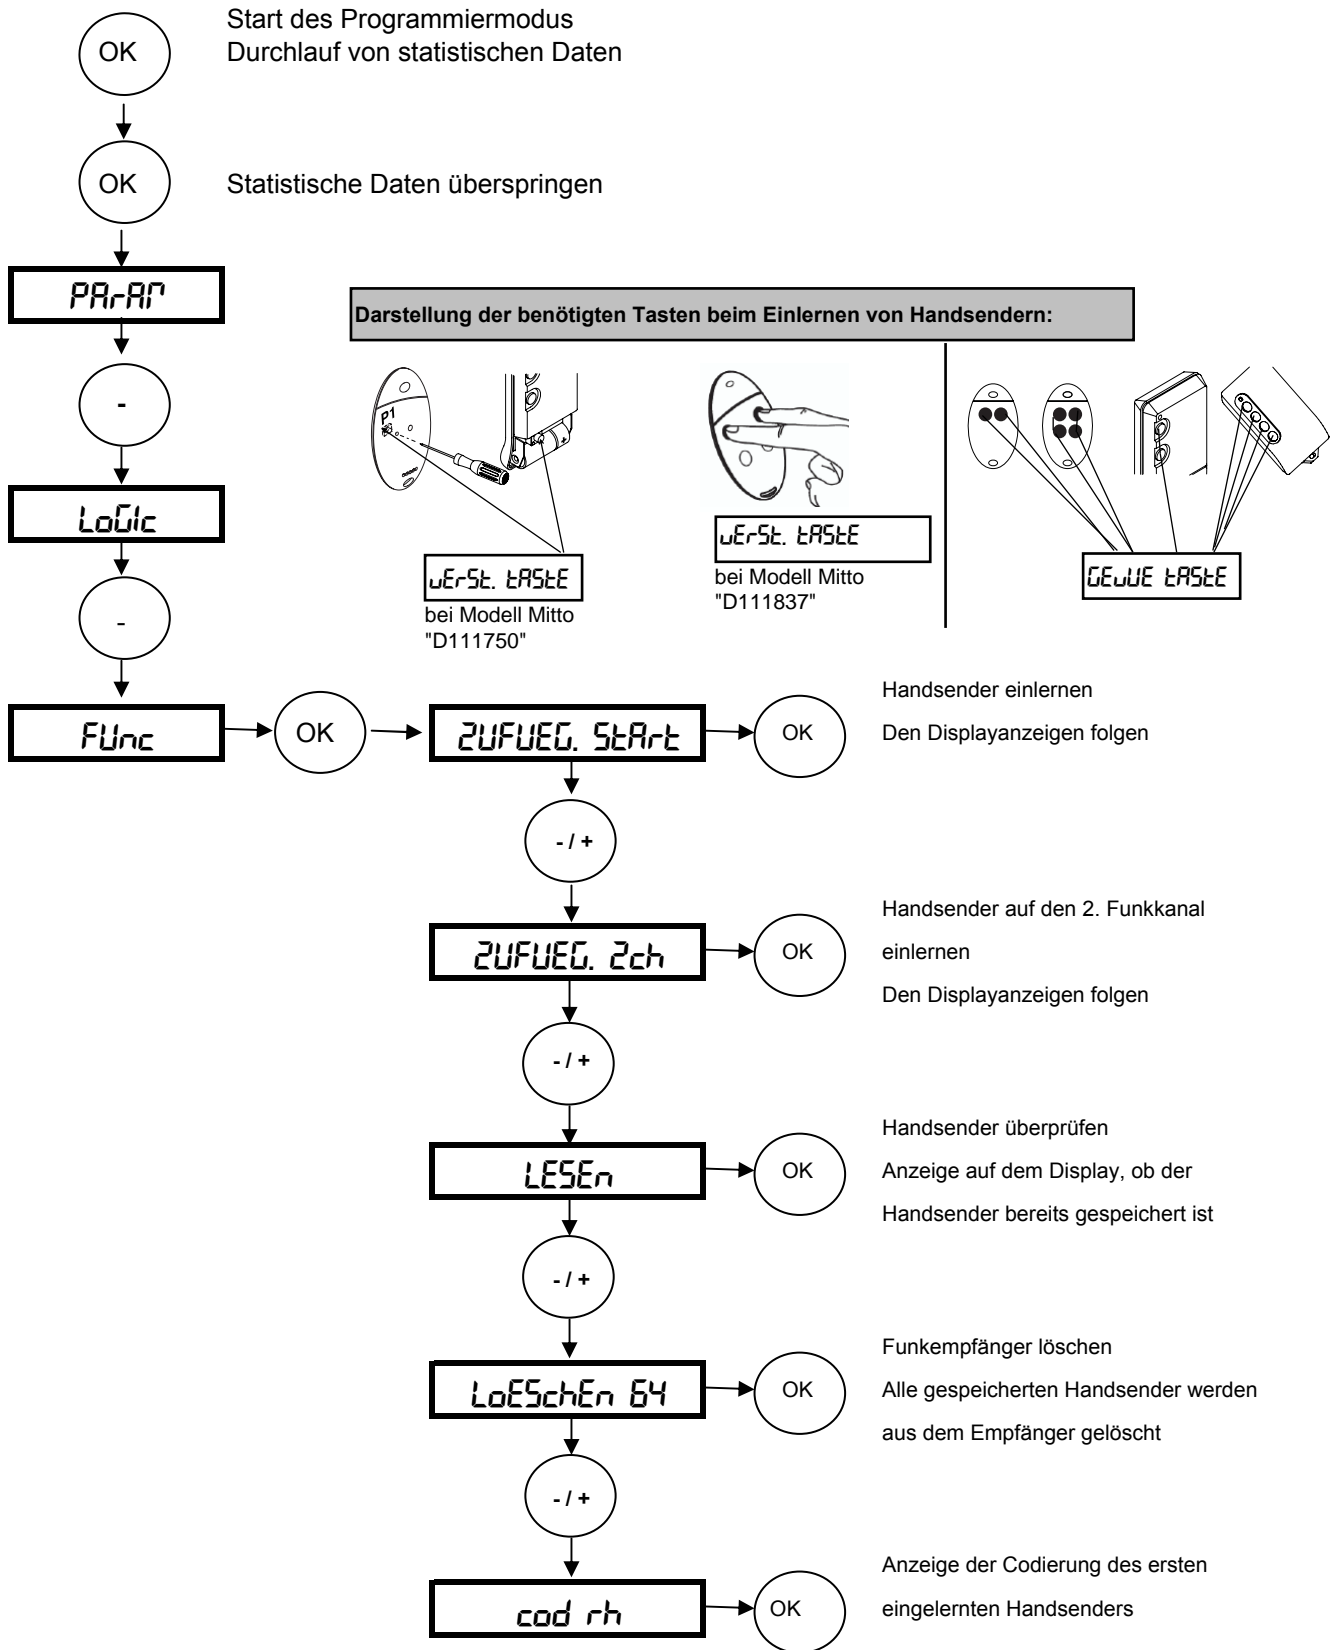 Start des Programmiermodus
OK
Durchlauf von statistischen Daten
OK
Statistische Daten überspringen
PArAM
Darstellung der benötigten Tasten beim Einlernen von Handsendern:
-
P1
LoGIc
vErSt. tAStE
bei Modell Mitto
"D111750"
vErSt. tAStE
bei Modell Mitto
"D111837"
GEwUE tAStE
-
FUnc
OK
ZUFUEG. StArt
OK
Handsender einlernen
Den Displayanzeigen folgen
- / +
ZUFUEG. 2ch
OK
Handsender auf den 2. Funkkanal
einlernen
Den Displayanzeigen folgen
- / +
LESEn
OK
Handsender überprüfen
Anzeige auf dem Display, ob der
Handsender bereits gespeichert ist
- / +
LoESchEn 64
OK
Funkempfänger löschen
Alle gespeicherten Handsender werden
aus dem Empfänger gelöscht
- / +
cod rh
OK
Anzeige der Codierung des ersten
eingelernten Handsenders